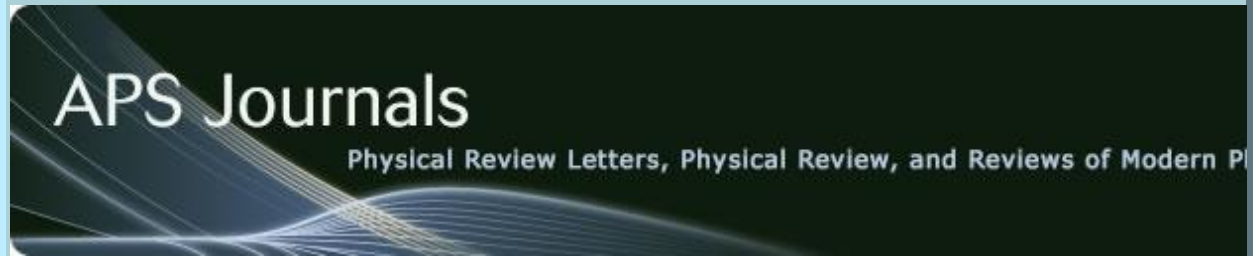 APS Journals
Physical Review Letters, Physical Review, and Reviews of Modern